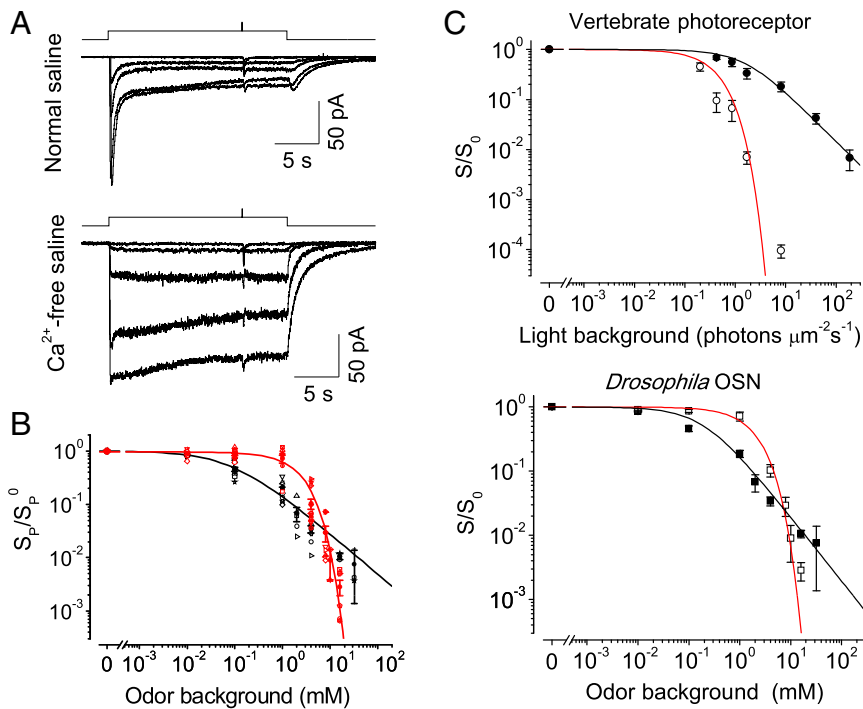 A
Normal saline
50 pA
5 s
Ca²⁺-free saline
50 pA
5 s
B
S_P/S_P⁰
10⁰
10⁻¹
10⁻²
10⁻³
0 10⁻³ 10⁻² 10⁻¹ 10⁰ 10¹ 10²
Odor background (mM)
C
Vertebrate photoreceptor
S/S₀
10⁰
10⁻¹
10⁻²
10⁻³
10⁻⁴
0 10⁻³ 10⁻² 10⁻¹ 10⁰ 10¹ 10²
Light background (photons μm⁻²s⁻¹)
Drosophila OSN
S/S₀
10⁰
10⁻¹
10⁻²
10⁻³
0 10⁻³ 10⁻² 10⁻¹ 10⁰ 10¹ 10²
Odor background (mM)